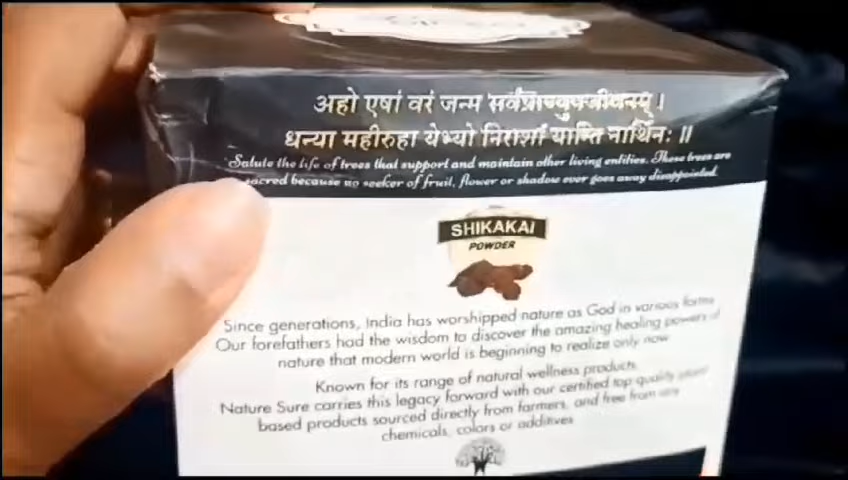 अहो एषां वरं जन्म सर्वप्राण्युपजीवनम् ।
धन्या महीरुहा येभ्यो निराशां यान्ति नार्थिनः ॥
Salute the life of trees that support and maintain other living entities. These trees are
sacred because no seeker of fruit, flower or shadow ever goes away disappointed.
SHIKAKAI
POWDER
Since generations, India has worshipped nature as God in various forms
Our forefathers had the wisdom to discover the amazing healing powers of
nature that modern world is beginning to realize only now
Known for its range of natural wellness products,
Nature Sure carries this legacy forward with our certified top quality plant
based products sourced directly from farmers, and free from any
chemicals, colors or additives